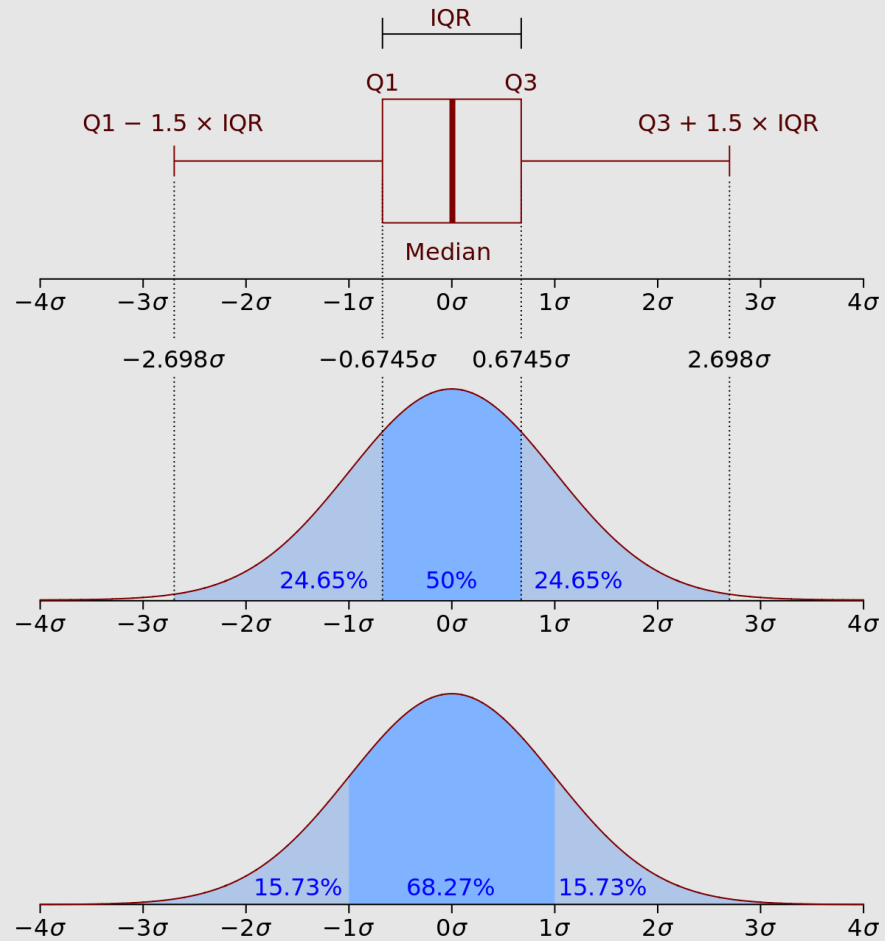 IQR
Q1 Q3
Q1 − 1.5 × IQR Q3 + 1.5 × IQR
Median
−4σ −3σ −2σ −1σ 0σ 1σ 2σ 3σ 4σ
−2.698σ −0.6745σ 0.6745σ 2.698σ
24.65% 50% 24.65%
−4σ −3σ −2σ −1σ 0σ 1σ 2σ 3σ 4σ
15.73% 68.27% 15.73%
−4σ −3σ −2σ −1σ 0σ 1σ 2σ 3σ 4σ